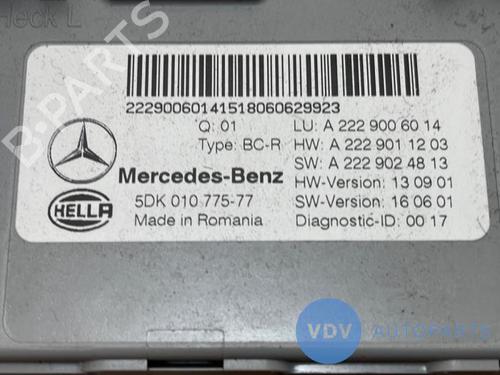 Heck L
22290060141518060629923
Q: 01 LU: A 222 900 60 14
Type: BC-R HW: A 222 901 12 03
SW: A 222 902 48 13
Mercedes-Benz HW-Version: 13 09 01
5DK 010 775-77 SW-Version: 16 06 01
HELLA Made in Romania Diagnostic-ID: 00 17
B-PARTS
VDV AUTOPARTS